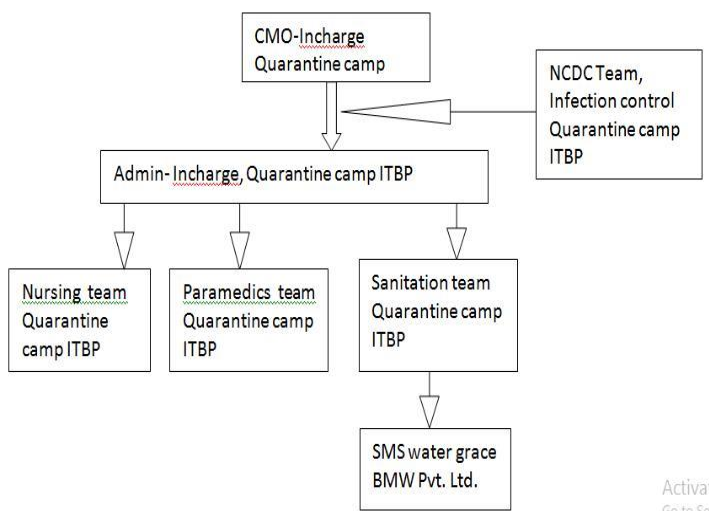 CMO-Incharge
Quarantine camp
NCDC Team,
Infection control
Quarantine camp
ITBP
Admin- Incharge, Quarantine camp ITBP
Nursing team
Quarantine
camp ITBP
Paramedics team
Quarantine camp
ITBP
Sanitation team
Quarantine camp
ITBP
SMS water grace
BMW Pvt. Ltd.
Activa